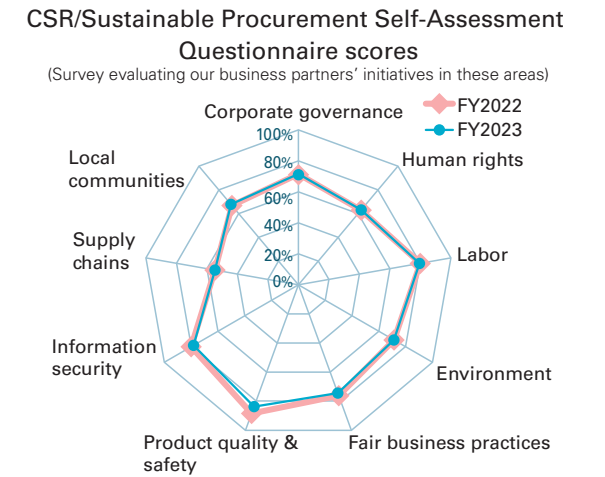 CSR/Sustainable Procurement Self-Assessment
Questionnaire scores
(Survey evaluating our business partners’ initiatives in these areas)
FY2022
FY2023
Corporate governance
Human rights
Labor
Environment
Fair business practices
Product quality &
safety
Information
security
Supply
chains
Local
communities
100%
80%
60%
40%
20%
0%